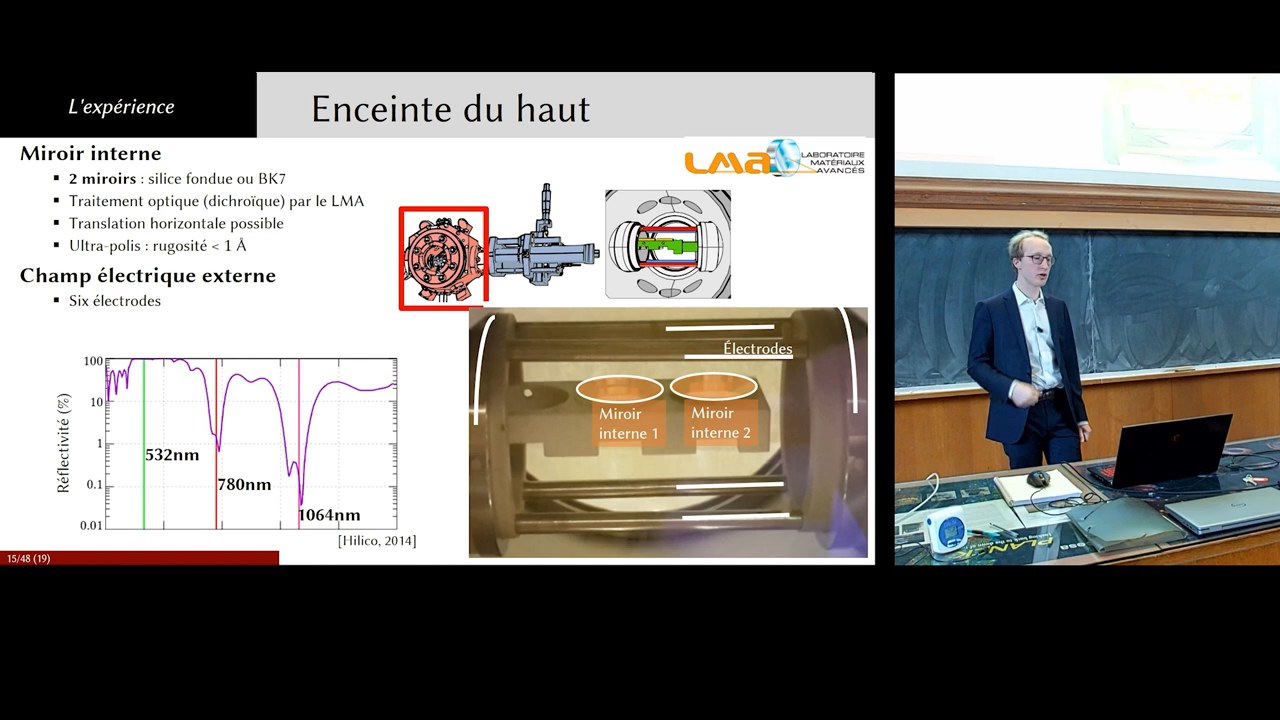 L'expérience
Enceinte du haut
Miroir interne
▪ 2 miroirs : silice fondue ou BK7
▪ Traitement optique (dichroïque) par le LMA
▪ Translation horizontale possible
▪ Ultra-polis : rugosité < 1 Å
Champ électrique externe
▪ Six électrodes
LMA
LABORATOIRE
MATÉRIAUX
AVANCÉS
Électrodes
Miroir
interne 1
Miroir
interne 2
Réflectivité (%)
100
10
1
0.1
0.01
532nm
780nm
1064nm
[Hilico, 2014]
15/48 (19)
PLANCK